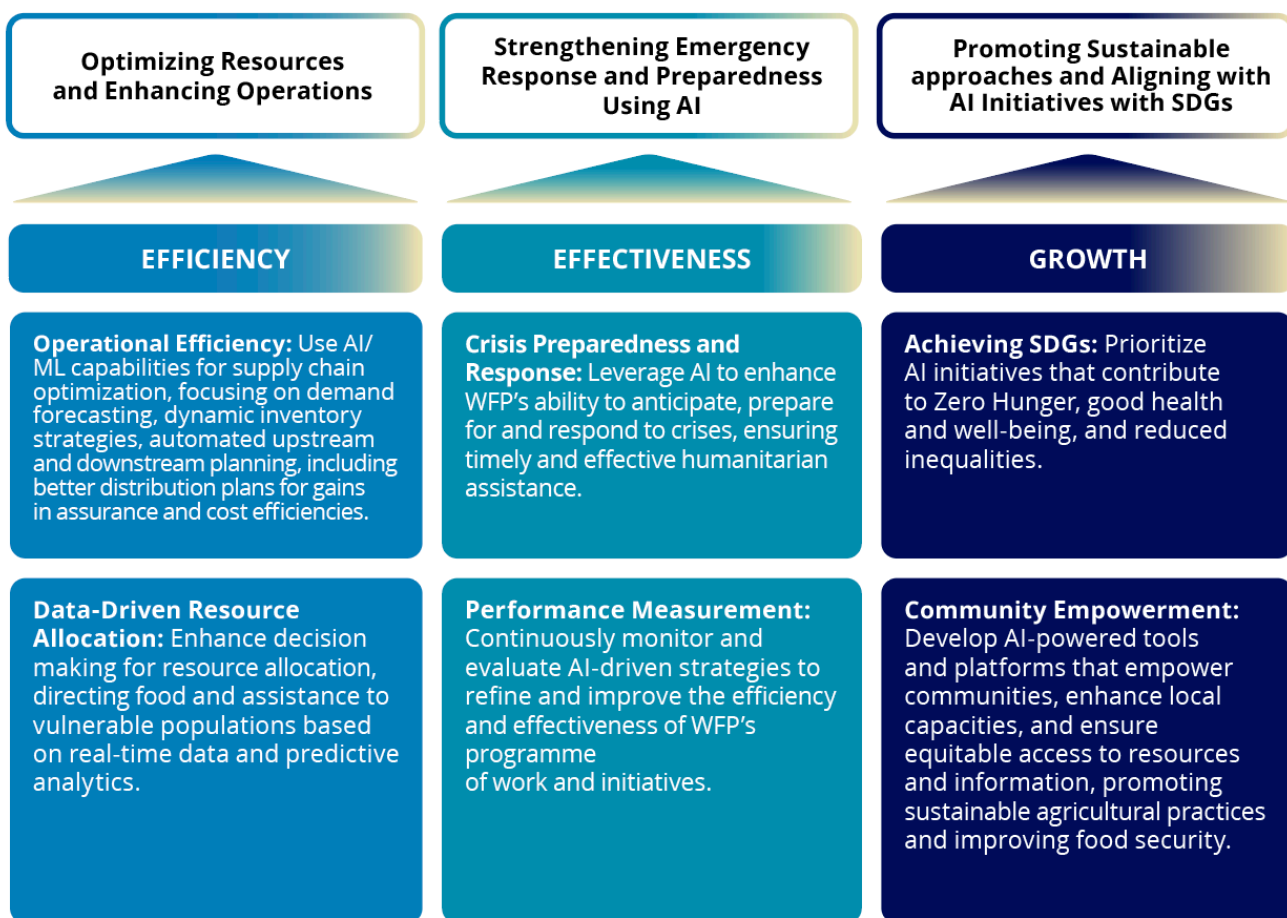 Optimizing Resources
and Enhancing Operations
Strengthening Emergency
Response and Preparedness
Using AI
Promoting Sustainable
approaches and Aligning with
AI Initiatives with SDGs
EFFICIENCY
EFFECTIVENESS
GROWTH
Operational Efficiency: Use AI/
ML capabilities for supply chain
optimization, focusing on demand
forecasting, dynamic inventory
strategies, automated upstream
and downstream planning, including
better distribution plans for gains
in assurance and cost efficiencies.
Crisis Preparedness and
Response: Leverage AI to enhance
WFP's ability to anticipate, prepare
for and respond to crises, ensuring
timely and effective humanitarian
assistance.
Achieving SDGs: Prioritize
AI initiatives that contribute
to Zero Hunger, good health
and well-being, and reduced
inequalities.
Data-Driven Resource
Allocation: Enhance decision
making for resource allocation,
directing food and assistance to
vulnerable populations based
on real-time data and predictive
analytics.
Performance Measurement:
Continuously monitor and
evaluate AI-driven strategies to
refine and improve the efficiency
and effectiveness of WFP's
programme
of work and initiatives.
Community Empowerment:
Develop AI-powered tools
and platforms that empower
communities, enhance local
capacities, and ensure
equitable access to resources
and information, promoting
sustainable agricultural practices
and improving food security.